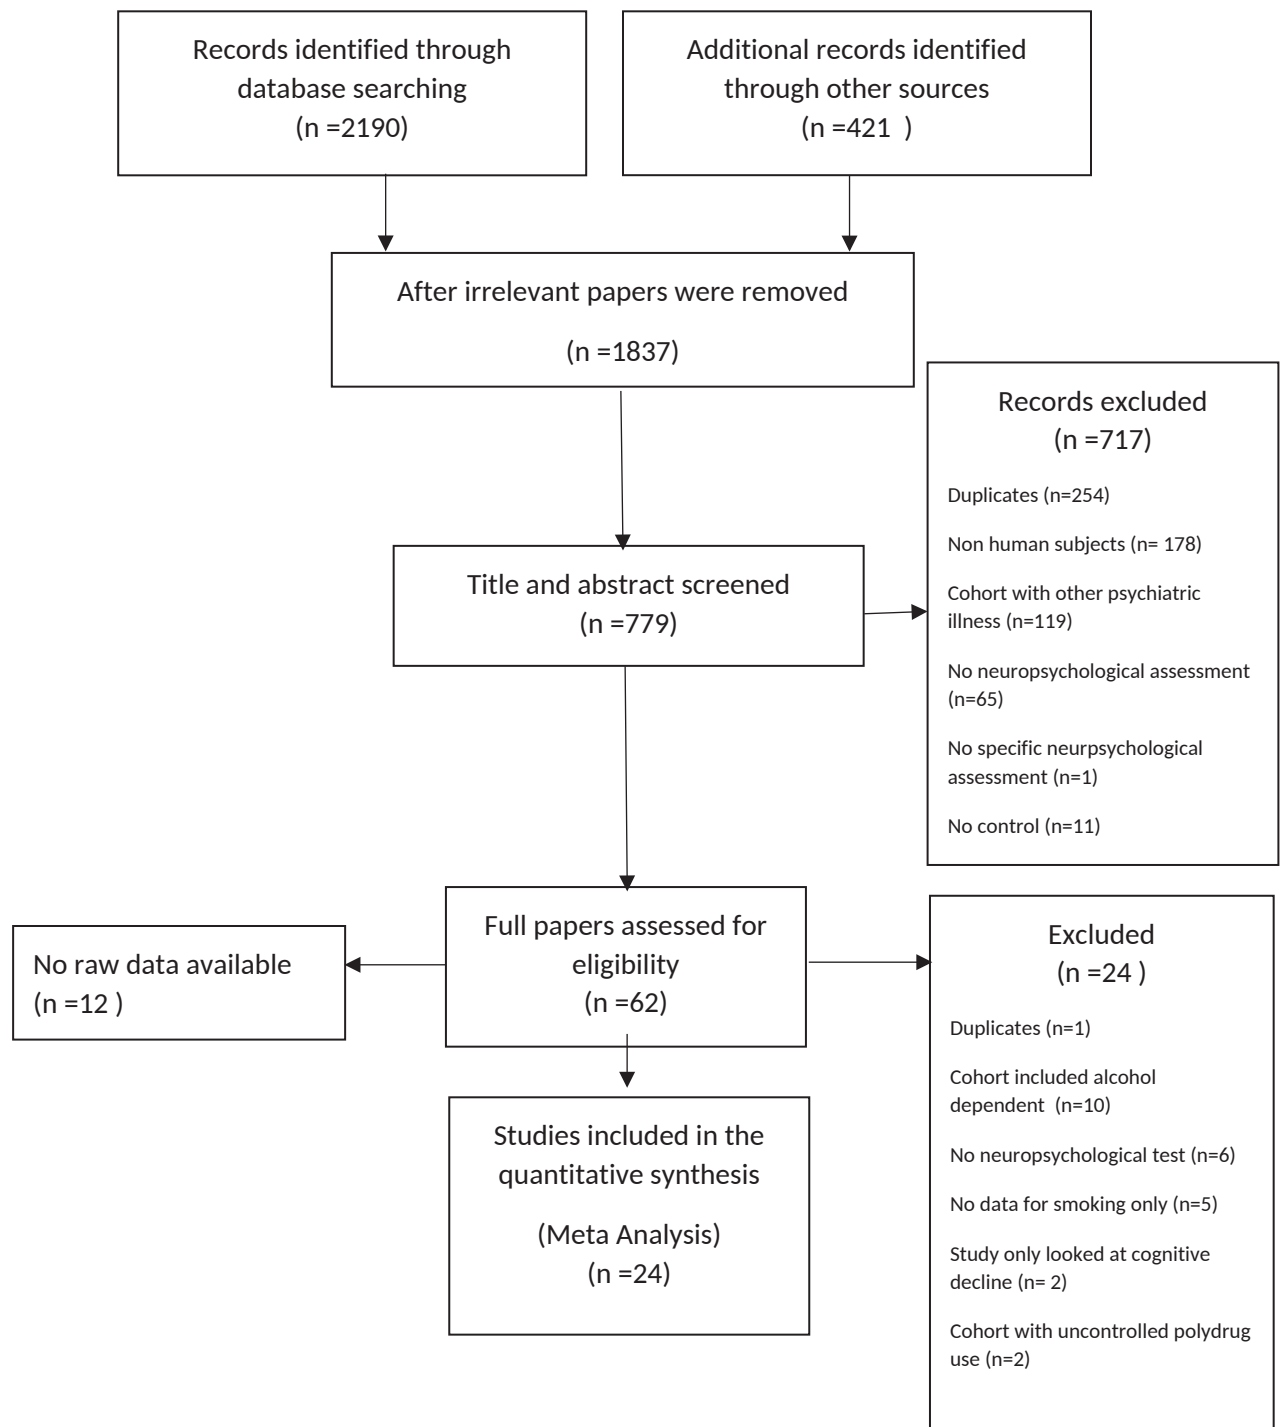 Records identified through
database searching
(n =2190)
Additional records identified
through other sources
(n =421  )
After irrelevant papers were removed
(n =1837)
Records excluded
(n =717)
Duplicates (n=254)
Non human subjects (n= 178)
Cohort with other psychiatric
illness (n=119)
No neuropsychological assessment
(n=65)
No specific neurpsychological
assessment (n=1)
No control (n=11)
Title and abstract screened
(n =779)
Full papers assessed for
eligibility
(n =62)
No raw data available
(n =12 )
Excluded
(n =24 )
Duplicates (n=1)
Cohort included alcohol
dependent  (n=10)
No neuropsychological test (n=6)
No data for smoking only (n=5)
Study only looked at cognitive
decline (n= 2)
Cohort with uncontrolled polydrug
use (n=2)
Studies included in the
quantitative synthesis
(Meta Analysis)
(n =24)